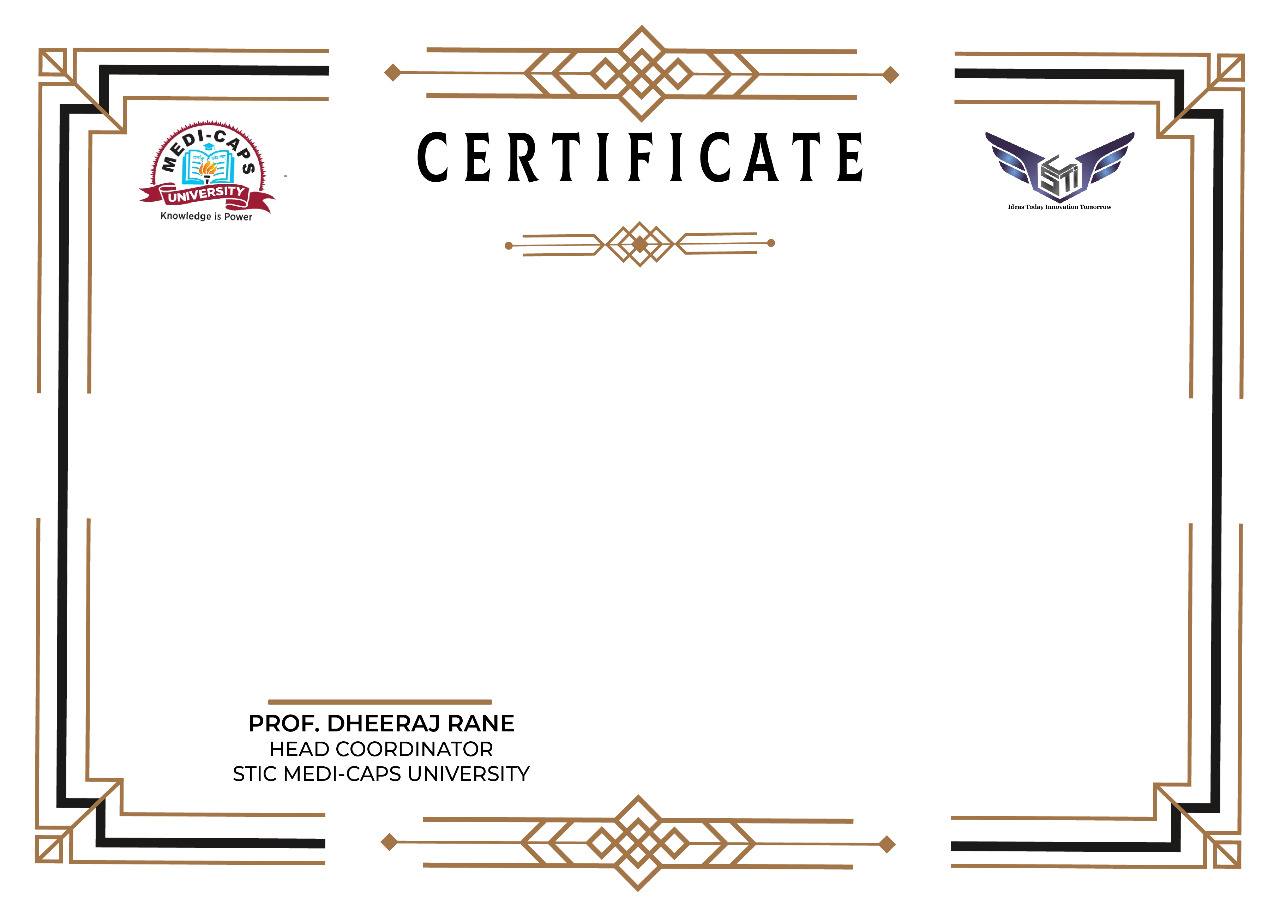 CERTIFICATE
MEDI-CAPS
UNIVERSITY
Knowledge is Power
STI
Ideas Today Innovation Tomorrow
PROF. DHEERAJ RANE
HEAD COORDINATOR
STIC MEDI-CAPS UNIVERSITY